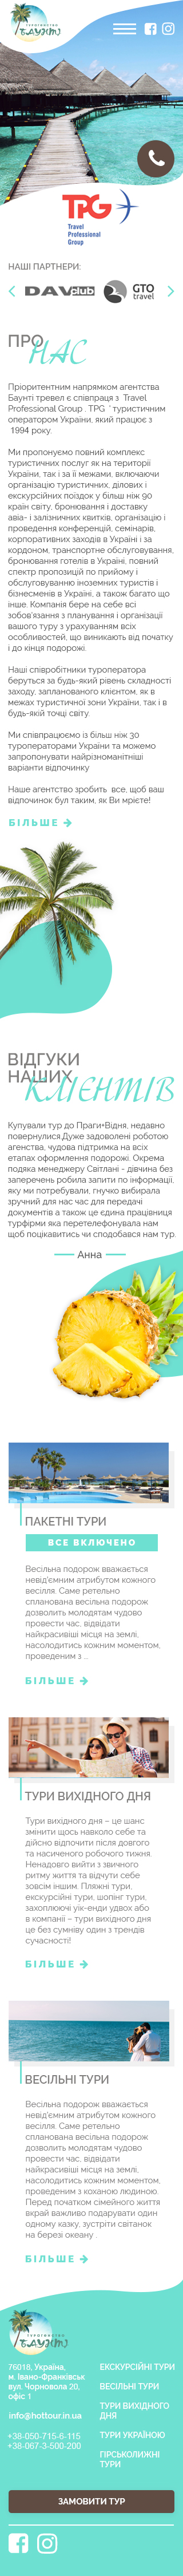 ТУРАГЕНТСТВО
БАУНТІ
TPG
Travel
Professional
Group
НАШІ ПАРТНЕРИ:
DAVclub
GTO
travel
ПРО
НАС
Пріоритентним напрямком агентства
Баунті тревел є співпраця з .Travel
Professional Group . TPG ' туристичним
оператором України, який працює з
1994 року.
Ми пропонуємо повний комплекс
туристичних послуг як на території
України, так і за її межами, включаючи
організацію туристичних, ділових і
екскурсійних поїздок у більш ніж 90
країн світу, бронювання і доставку
авіа- і залізничних квитків, організацію і
проведення конференцій, семінарів,
корпоративних заходів в Україні і за
кордоном, транспортне обслуговування,
бронювання готелів в Україні, повний
спектр пропозицій по прийому і
обслуговуванню іноземних туристів і
бізнесменів в Україні, а також багато що
інше. Компанія бере на себе всі
зобов'язання з планування і організації
вашого туру з урахуванням всіх
особливостей, що виникають від початку
і до кінця подорожі.
Наші співробітники туроператора
беруться за будь-який рівень складності
заходу, запланованого клієнтом, як в
межах туристичної зони України, так і в
будь-якій точці світу.
Ми співпрацюємо із більш ніж 30
туроператорами України та можемо
запропонувати найрізноманітніші
варіанти відпочинку
Наше агентство зробить все, щоб ваш
відпочинок був таким, як Ви мрієте!
БІЛЬШЕ
ВІДГУКИ
НАШИХ
КЛІЄНТІВ
Купували тур до Праги+Відня, недавно
повернулися.Дуже задоволені роботою
агенства, чудова підтримка на всіх
етапах оформлення подорожі. Окрема
подяка менеджеру Світлані - дівчина без
заперечень робила запити по інформації,
яку ми потребували, гнучко вибирала
зручний для нас час для передачі
документів а також це єдина працівниця
турфірми яка перетелефонувала нам
щоб поцікавитись чи сподобався нам тур.
Анна
ПАКЕТНІ ТУРИ
ВСЕ ВКЛЮЧЕНО
Весільна подорож вважається
невід'ємним атрибутом кожного
весілля. Саме ретельно
спланована весільна подорож
дозволить молодятам чудово
провести час, відвідати
найкрасивіші місця на землі,
насолодитись кожним моментом,
проведеним з ...
БІЛЬШЕ
ТУРИ ВИХІДНОГО ДНЯ
Тури вихідного дня – це шанс
змінити щось навколо себе та
дійсно відпочити після довгого
та насиченого робочого тижня.
Ненадовго вийти з звичного
ритму життя та відчути себе
зовсім іншим. Пляжні тури,
екскурсійні тури, шопінг тури,
захоплюючі уїк-енди удвох або
в компанії – тури вихідного дня
це без сумніву один з трендів
сучасності!
БІЛЬШЕ
ВЕСІЛЬНІ ТУРИ
Весільна подорож вважається
невід'ємним атрибутом кожного
весілля. Саме ретельно
спланована весільна подорож
дозволить молодятам чудово
провести час, відвідати
найкрасивіші місця на землі,
насолодитись кожним моментом,
проведеним з коханою людиною.
Перед початком сімейного життя
вкрай важливо подарувати один
одному казку, зустріти світанок
на березі океану .
БІЛЬШЕ
ТУРАГЕНТСТВО
БАУНТІ
76018, Україна,
м. Івано-Франківськ
вул. Чорновола 20,
офіс 1
info@hottour.in.ua
+38-050-715-6-115
+38-067-3-500-200
ЕКСКУРСІЙНІ ТУРИ
ВЕСІЛЬНІ ТУРИ
ТУРИ ВИХІДНОГО
ДНЯ
ТУРИ УКРАЇНОЮ
ГІРСЬКОЛИЖНІ
ТУРИ
ЗАМОВИТИ ТУР